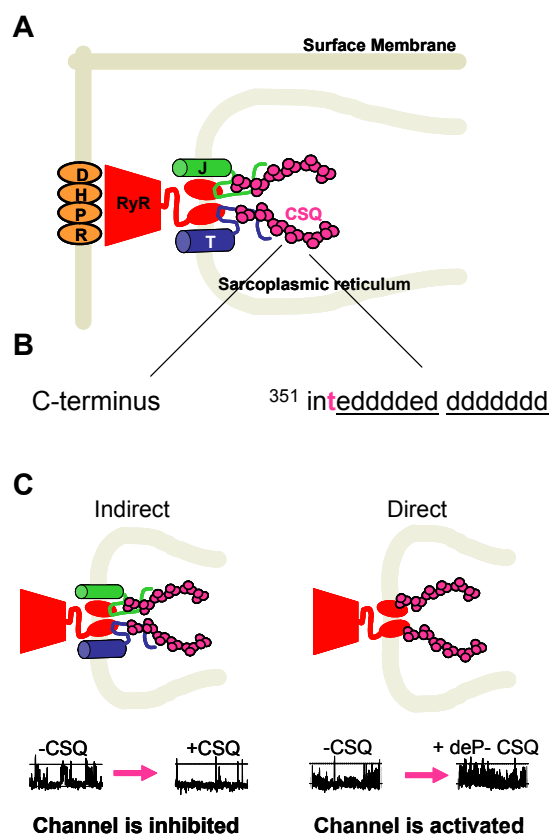 A
Surface Membrane
J
D
H
P
R
RyR
CSQ
T
Sarcoplasmic reticulum
B
C-terminus
351 intedddded ddddddd
C
Indirect
Direct
-CSQ
+CSQ
-CSQ
+ deP- CSQ
Channel is inhibited
Channel is activated